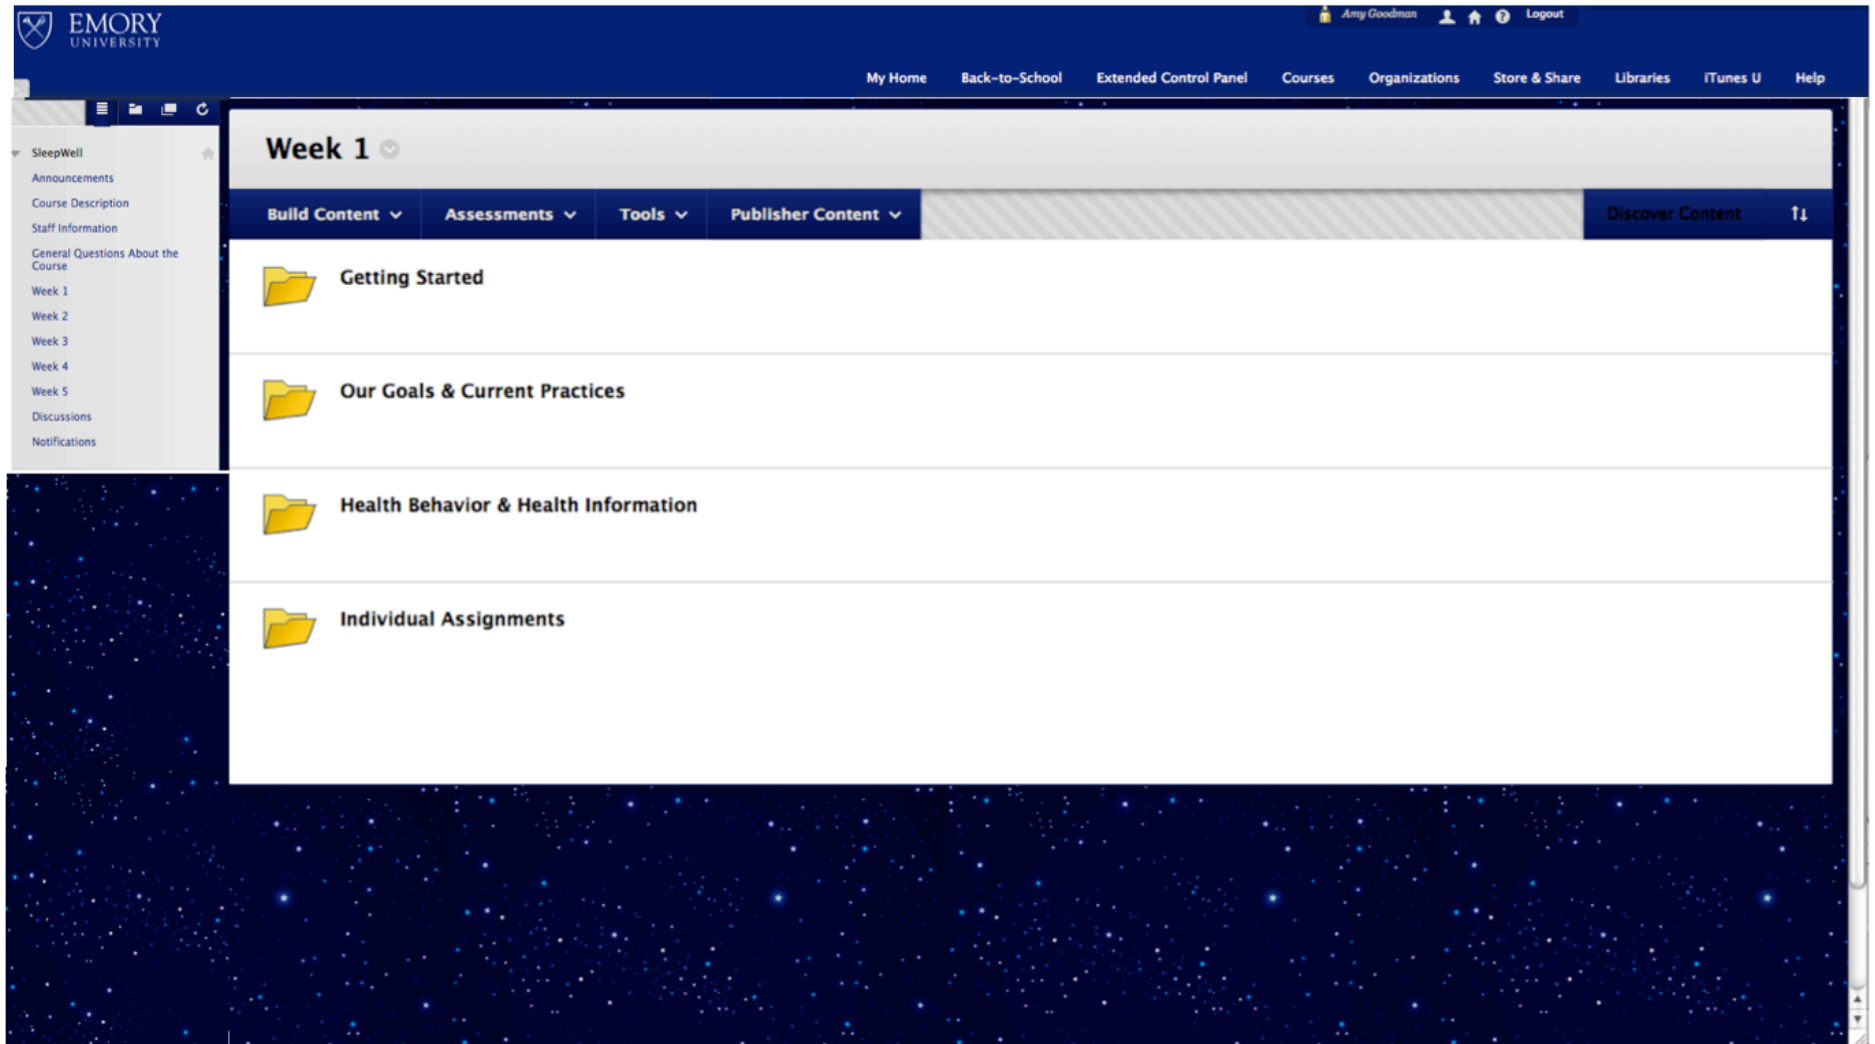 EMORY
UNIVERSITY
Amy Goodman
Logout
My Home
Back-to-School
Extended Control Panel
Courses
Organizations
Store & Share
Libraries
iTunes U
Help
SleepWell
Announcements
Course Description
Staff Information
General Questions About the
Course
Week 1
Week 2
Week 3
Week 4
Week 5
Discussions
Notifications
Week 1
Build Content
Assessments
Tools
Publisher Content
Discover Content
Getting Started
Our Goals & Current Practices
Health Behavior & Health Information
Individual Assignments